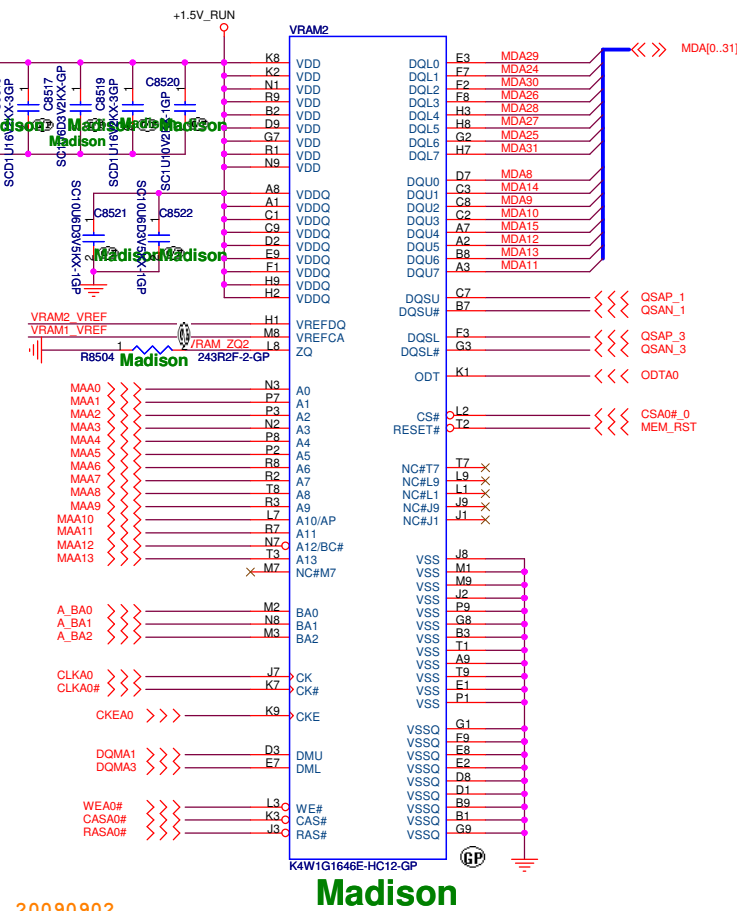 +1.5V_RUN
VRAM2
K8 VDD
K2 VDD
N1 VDD
R9 VDD
B2 VDD
D9 VDD
G7 VDD
R1 VDD
N9 VDD
A8 VDDQ
A1 VDDQ
C1 VDDQ
C9 VDDQ
D2 VDDQ
E9 VDDQ
F1 VDDQ
H9 VDDQ
H2 VDDQ
C8517
C8519
C8520
Madison
C8521
C8522
SC10U6D3V5KX-1GP
SC10U6D3V5KX-1GP
VRAM2_VREF H1 VREFDQ
VRAM1_VREF M8 VREFCA
L8 ZQ
R8504 1 2
Madison 243R2F-2-GP
MAA0 N3 A0
MAA1 P7 A1
MAA2 P3 A2
MAA3 N2 A3
MAA4 P8 A4
MAA5 P2 A5
MAA6 R8 A6
MAA7 R2 A7
MAA8 T8 A8
MAA9 R3 A9
MAA10 L7 A10/AP
MAA11 R7 A11
MAA12 N7 A12/BC#
MAA13 T3 A13
M7 NC#M7
A_BA0 M2 BA0
A_BA1 N8 BA1
A_BA2 M3 BA2
CLKA0 J7 CK
CLKA0# K7 CK#
CKEA0 K9 CKE
DQMA1 D3 DMU
DQMA3 E7 DML
WEA0# L3 WE#
CASA0# K3 CAS#
RASA0# J3 RAS#
MDA[0..31]
DQL0 E3 MDA29
DQL1 F7 MDA24
DQL2 F2 MDA30
DQL3 F8 MDA26
DQL4 H3 MDA28
DQL5 H8 MDA27
DQL6 G2 MDA25
DQL7 H7 MDA31
DQU0 D7 MDA8
DQU1 C3 MDA14
DQU2 C8 MDA9
DQU3 C2 MDA10
DQU4 A7 MDA15
DQU5 A2 MDA12
DQU6 B8 MDA13
DQU7 A3 MDA11
DQSU C7 QSAP_1
DQSU# B7 QSAN_1
DQSL F3 QSAP_3
DQSL# G3 QSAN_3
ODT K1 ODTA0
CS# L2 CSA0#_0
RESET# T2 MEM_RST
NC#T7 T7
NC#L9 L9
NC#L1 L1
NC#J9 J9
NC#J1 J1
VSS J8
VSS M1
VSS M9
VSS J2
VSS P9
VSS G8
VSS B3
VSS T1
VSS A9
VSS T9
VSS E1
VSS P1
VSSQ G1
VSSQ F9
VSSQ E8
VSSQ E2
VSSQ D8
VSSQ D1
VSSQ B9
VSSQ B1
VSSQ G9
GP
K4W1G1646E-HC12-GP
Madison
20090902